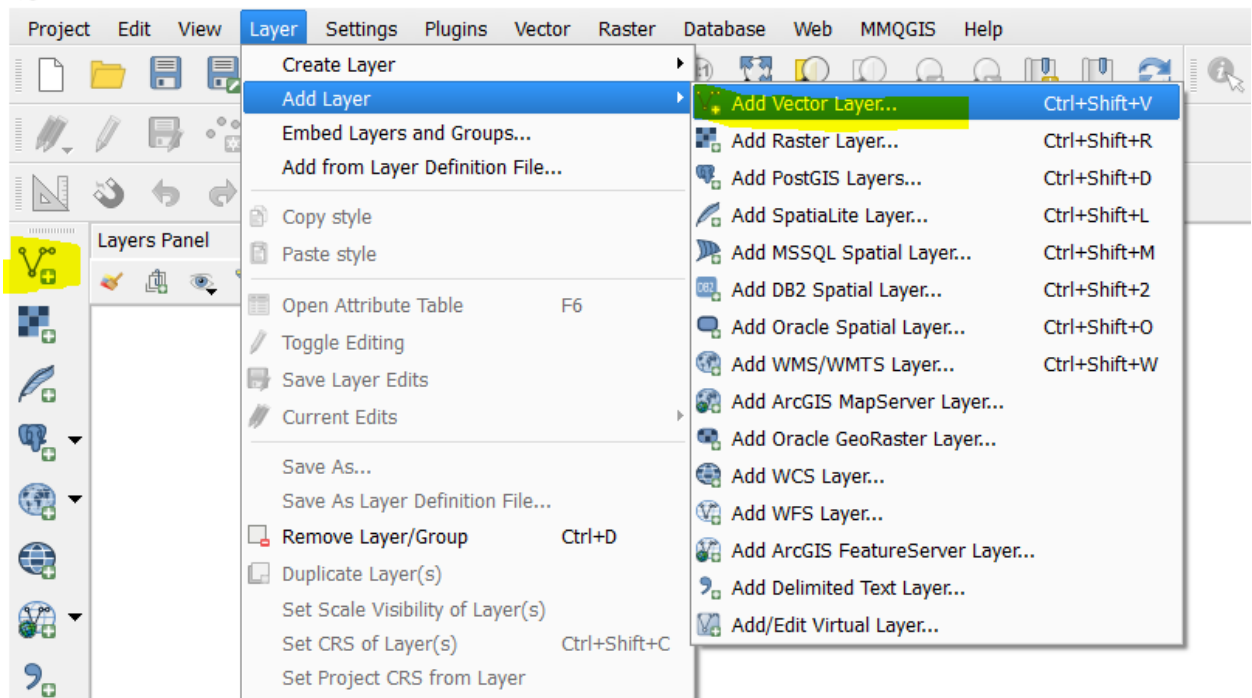 Project Edit View Layer Settings Plugins Vector Raster Database Web MMQGIS Help
Layers Panel
Create Layer
Add Layer
Embed Layers and Groups...
Add from Layer Definition File...
Copy style
Paste style
Open Attribute Table F6
Toggle Editing
Save Layer Edits
Current Edits
Save As...
Save As Layer Definition File...
Remove Layer/Group Ctrl+D
Duplicate Layer(s)
Set Scale Visibility of Layer(s)
Set CRS of Layer(s) Ctrl+Shift+C
Set Project CRS from Layer
Add Vector Layer... Ctrl+Shift+V
Add Raster Layer... Ctrl+Shift+R
Add PostGIS Layers... Ctrl+Shift+D
Add SpatiaLite Layer... Ctrl+Shift+L
Add MSSQL Spatial Layer... Ctrl+Shift+M
DB2 Add DB2 Spatial Layer... Ctrl+Shift+2
Add Oracle Spatial Layer... Ctrl+Shift+O
Add WMS/WMTS Layer... Ctrl+Shift+W
Add ArcGIS MapServer Layer...
Add Oracle GeoRaster Layer...
Add WCS Layer...
Add WFS Layer...
Add ArcGIS FeatureServer Layer...
Add Delimited Text Layer...
Add/Edit Virtual Layer...